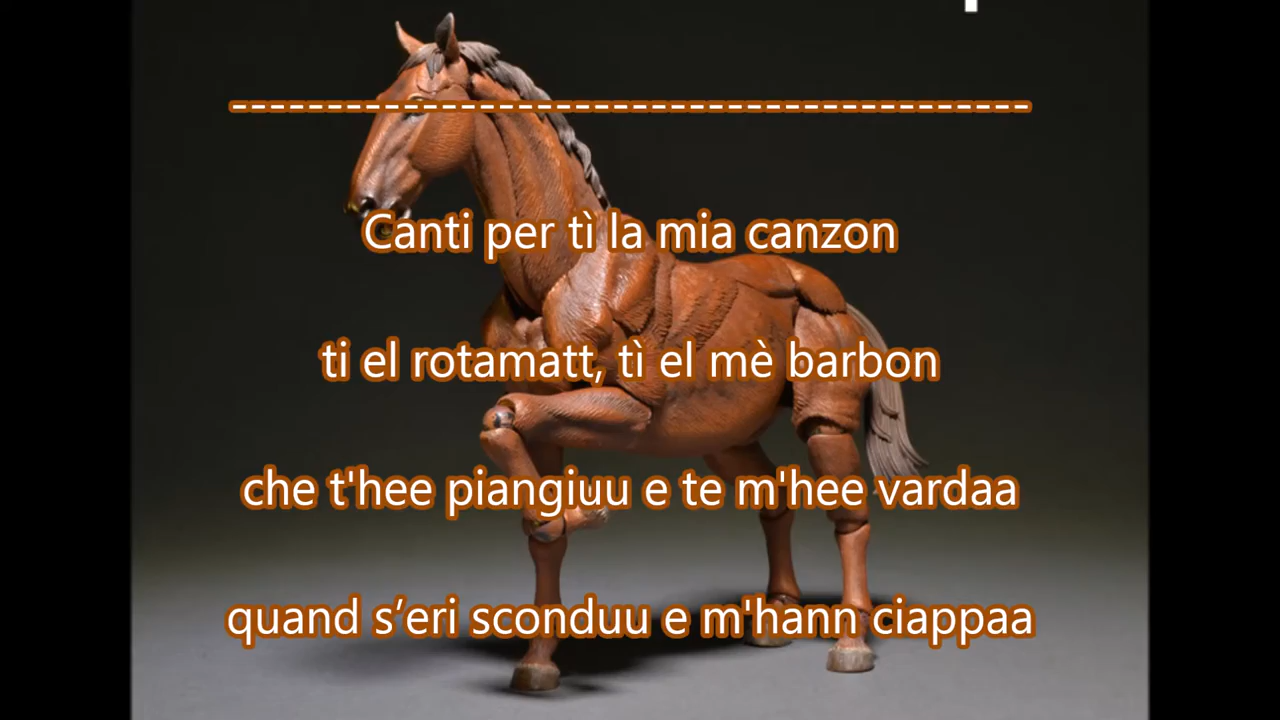 ------------------------------------------
Canti per tì la mia canzon
ti el rotamatt, tì el mè barbon
che t'hee piangiuu e te m'hee vardaa
quand s’eri sconduu e m'hann ciappaa